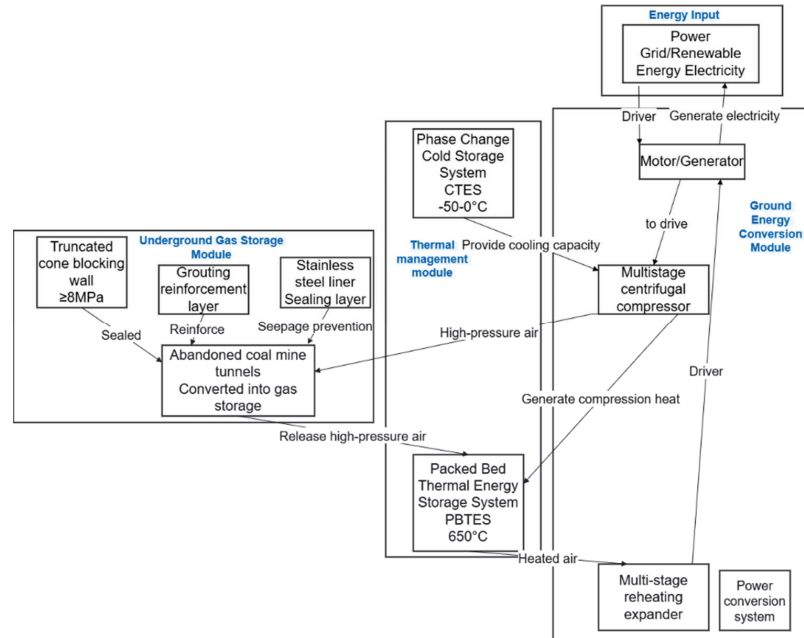 Energy Input
Power
Grid/Renewable
Energy Electricity
Driver
Generate electricity
Motor/Generator
Ground
Energy
Conversion
Module
to drive
Multistage
centrifugal
compressor
Phase Change
Cold Storage
System
CTES
-50-0°C
Provide cooling capacity
Thermal
management
module
Underground Gas Storage
Module
Truncated
cone blocking
wall
≥8MPa
Grouting
reinforcement
layer
Stainless
steel liner
Sealing layer
Sealed
Reinforce
Seepage prevention
Abandoned coal mine
tunnels
Converted into gas
storage
High-pressure air
Generate compression heat
Driver
Release high-pressure air
Packed Bed
Thermal Energy
Storage System
PBTES
650°C
Heated air
Multi-stage
reheating
expander
Power
conversion
system